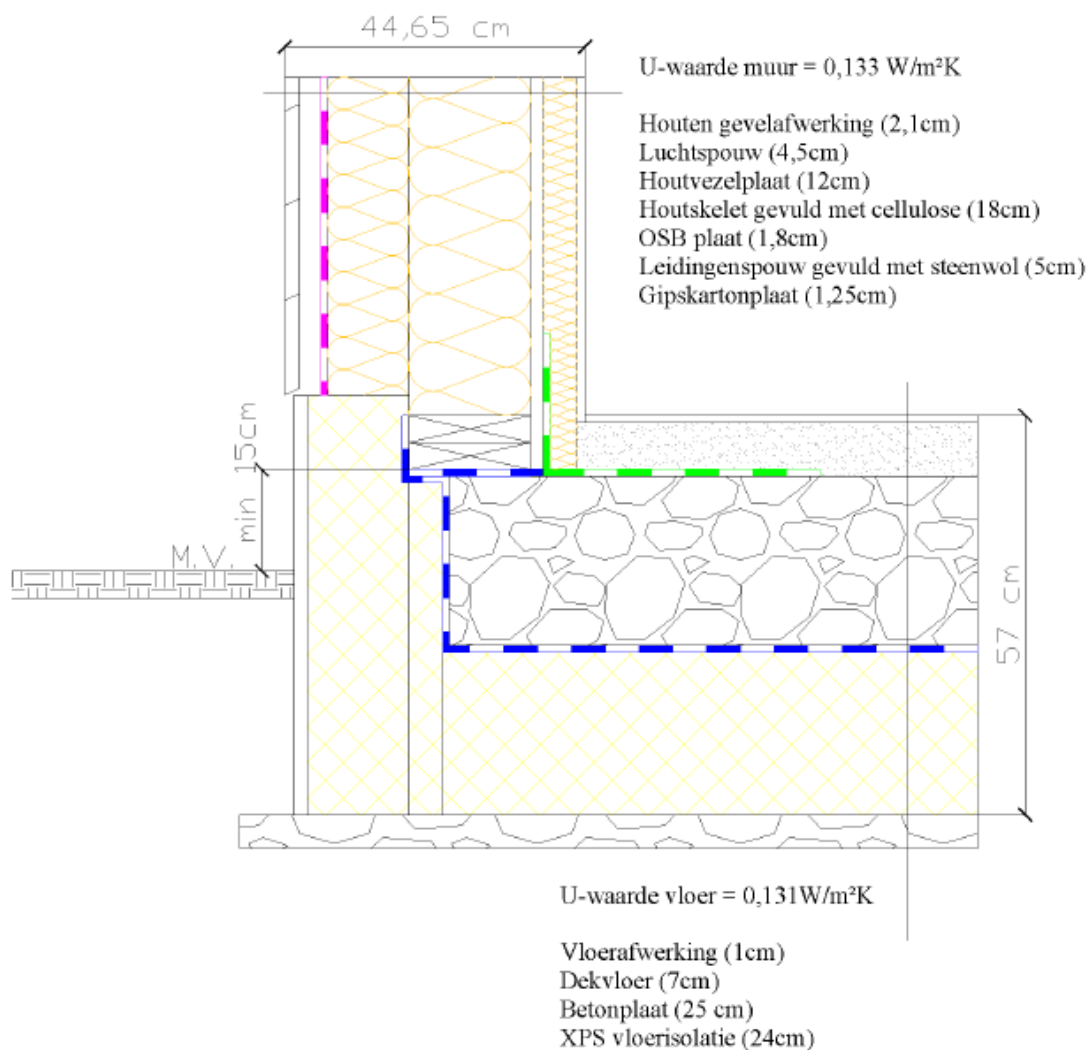 44,65 cm
U-waarde muur = 0,133 W/m²K
Houten gevelafwerking (2,1cm)
Luchtspouw (4,5cm)
Houtvezelplaat (12cm)
Houtskelet gevuld met cellulose (18cm)
OSB plaat (1,8cm)
Leidingenspouw gevuld met steenwol (5cm)
Gipskartonplaat (1,25cm)
min 15cm
M.V.
57 cm
U-waarde vloer = 0,131W/m²K
Vloerafwerking (1cm)
Dekvloer (7cm)
Betonplaat (25 cm)
XPS vloerisolatie (24cm)